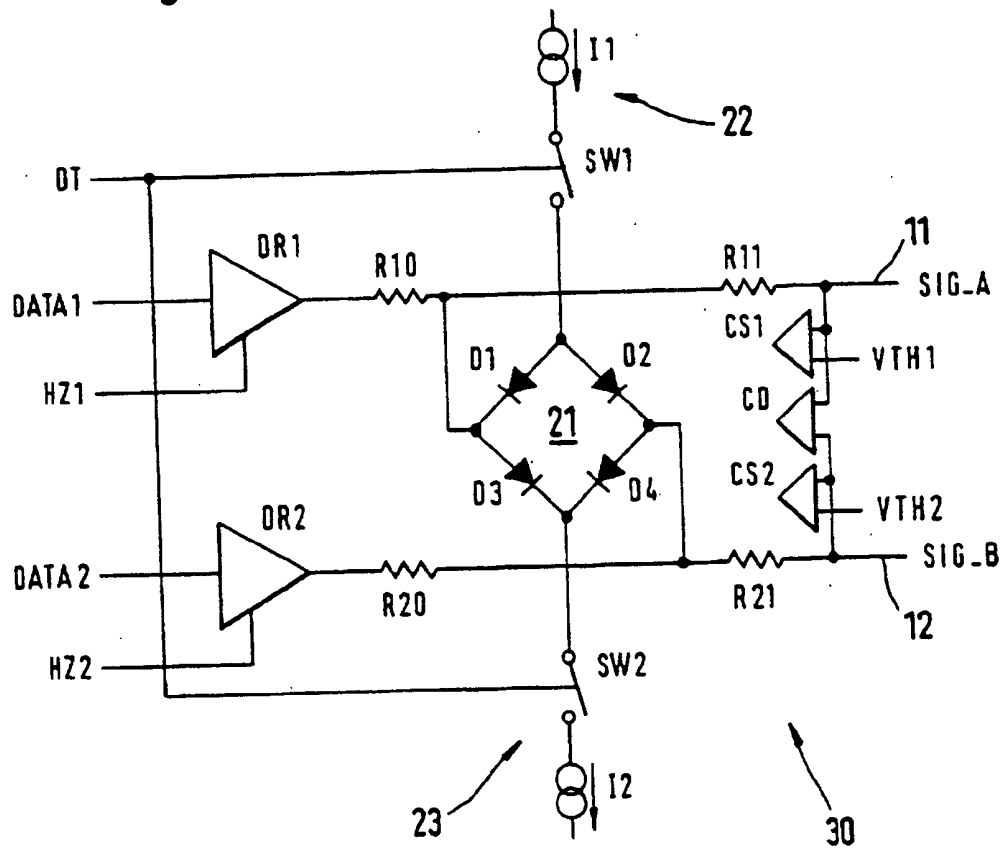 I1
22
SW1
DT
11
DR1
R10
R11
SIG_A
DATA1
CS1
VTH1
HZ1
D1
D2
CD
21
CS2
D3
D4
VTH2
DR2
SIG_B
DATA2
R20
R21
12
HZ2
SW2
I2
23
30